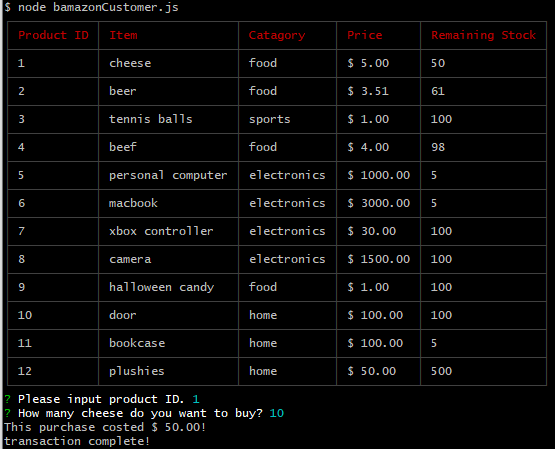 $ node bamazonCustomer.js
Product ID Item Catagory Price Remaining Stock
1 cheese food $ 5.00 50
2 beer food $ 3.51 61
3 tennis balls sports $ 1.00 100
4 beef food $ 4.00 98
5 personal computer electronics $ 1000.00 5
6 macbook electronics $ 3000.00 5
7 xbox controller electronics $ 30.00 100
8 camera electronics $ 1500.00 100
9 halloween candy food $ 1.00 100
10 door home $ 100.00 100
11 bookcase home $ 100.00 5
12 plushies home $ 50.00 500
? Please input product ID. 1
? How many cheese do you want to buy? 10
This purchase costed $ 50.00!
transaction complete!